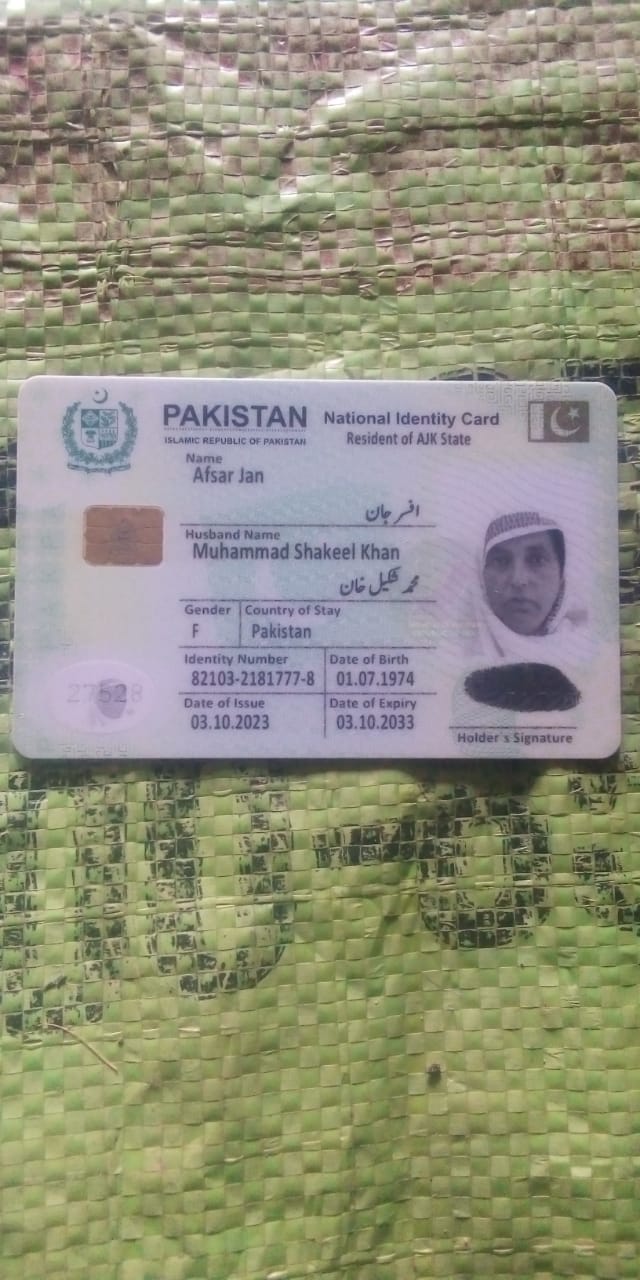 PAKISTAN National Identity Card
ISLAMIC REPUBLIC OF PAKISTAN Resident of AJK State
Name
Afsar Jan
افسر جان
Husband Name
Muhammad Shakeel Khan
محمد شکیل خان
Gender Country of Stay
F Pakistan
Identity Number Date of Birth
82103-2181777-8 01.07.1974
Date of Issue Date of Expiry
03.10.2023 03.10.2033
Holder's Signature